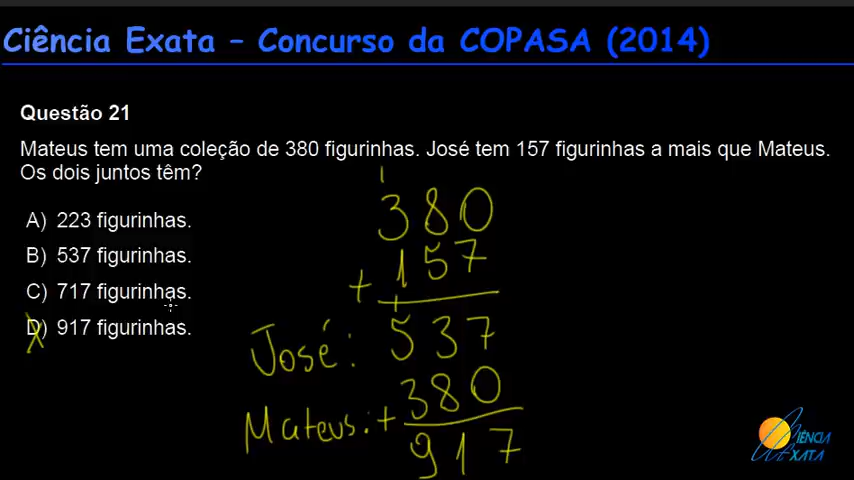 Ciência Exata – Concurso da COPASA (2014)
Questão 21
Mateus tem uma coleção de 380 figurinhas. José tem 157 figurinhas a mais que Mateus.
Os dois juntos têm?
A) 223 figurinhas.
B) 537 figurinhas.
C) 717 figurinhas.
D) 917 figurinhas.
1
380
+ 157
1
José: 537
Mateus: + 380
917
CIÊNCIA
EXATA